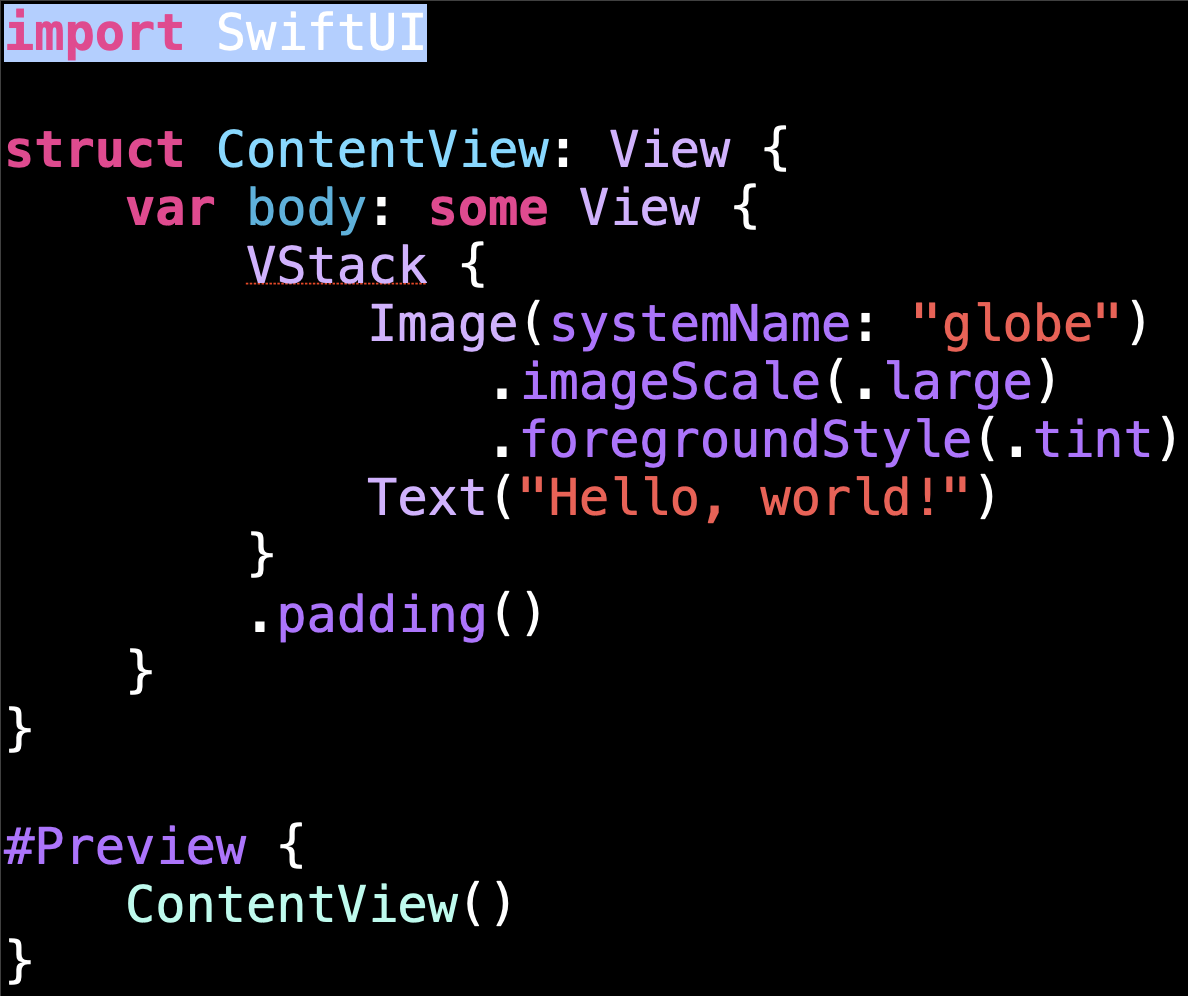 import SwiftUI
struct ContentView: View {
    var body: some View {
        VStack {
            Image(systemName: "globe")
                .imageScale(.large)
                .foregroundStyle(.tint)
            Text("Hello, world!")
        }
        .padding()
    }
}
#Preview {
    ContentView()
}